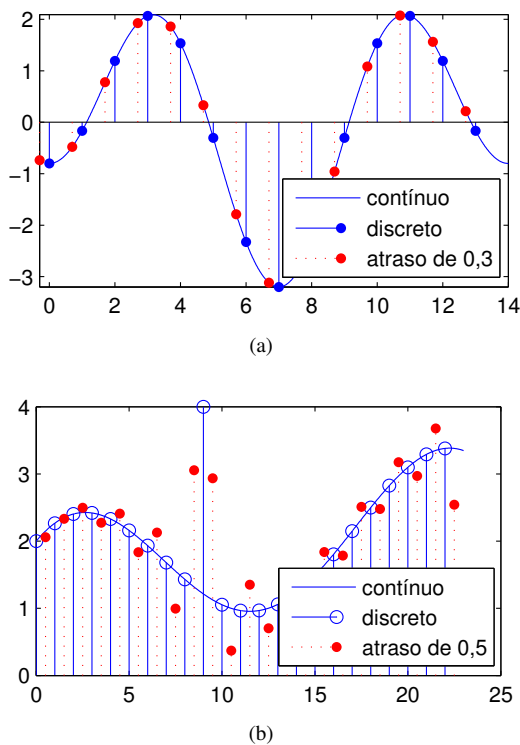 2
1
0
−1
−2
−3
0 2 4 6 8 10 12 14
contínuo
discreto
atraso de 0,3
(a)
4
3
2
1
0
0 5 10 15 20 25
contínuo
discreto
atraso de 0,5
(b)